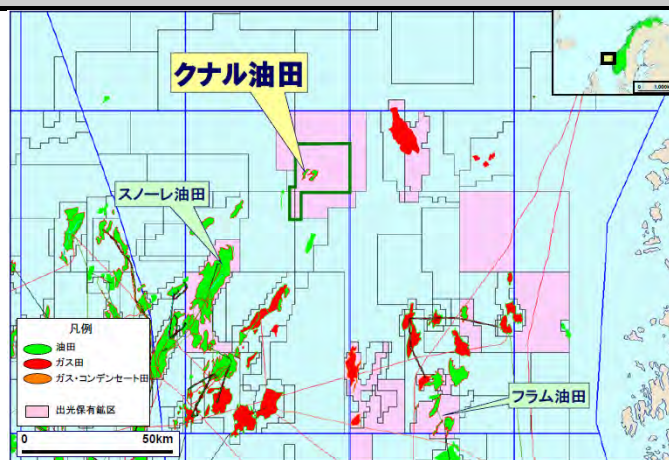 クナル油田
スノーレ油田
フラム油田
凡例
油田
ガス田
ガス・コンデンセート田
出光保有鉱区
0 50km